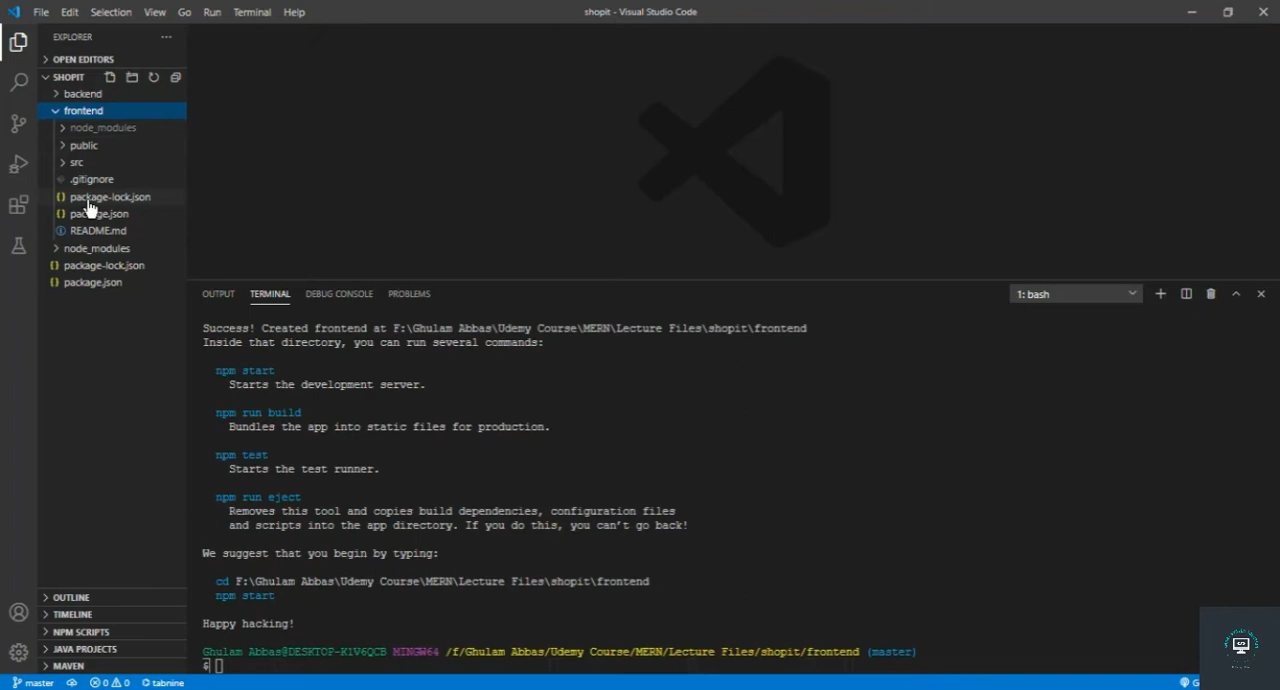 File Edit Selection View Go Run Terminal Help
shopit - Visual Studio Code
EXPLORER
OPEN EDITORS
SHOPIT
backend
frontend
node_modules
public
src
.gitignore
package-lock.json
package.json
README.md
node_modules
package-lock.json
package.json
OUTLINE
TIMELINE
NPM SCRIPTS
JAVA PROJECTS
MAVEN
OUTPUT TERMINAL DEBUG CONSOLE PROBLEMS
1: bash
Success! Created frontend at F:\Ghulam Abbas\Udemy Course\MERN\Lecture Files\shopit\frontend
Inside that directory, you can run several commands:
npm start
Starts the development server.
npm run build
Bundles the app into static files for production.
npm test
Starts the test runner.
npm run eject
Removes this tool and copies build dependencies, configuration files
and scripts into the app directory. If you do this, you can't go back!
We suggest that you begin by typing:
cd F:\Ghulam Abbas\Udemy Course\MERN\Lecture Files\shopit\frontend
npm start
Happy hacking!
Ghulam Abbas@DESKTOP-K1V6QCB MINGW64 /f/Ghulam Abbas/Udemy Course/MERN/Lecture Files/shopit/frontend (master)
$
master 0 0 tabnine